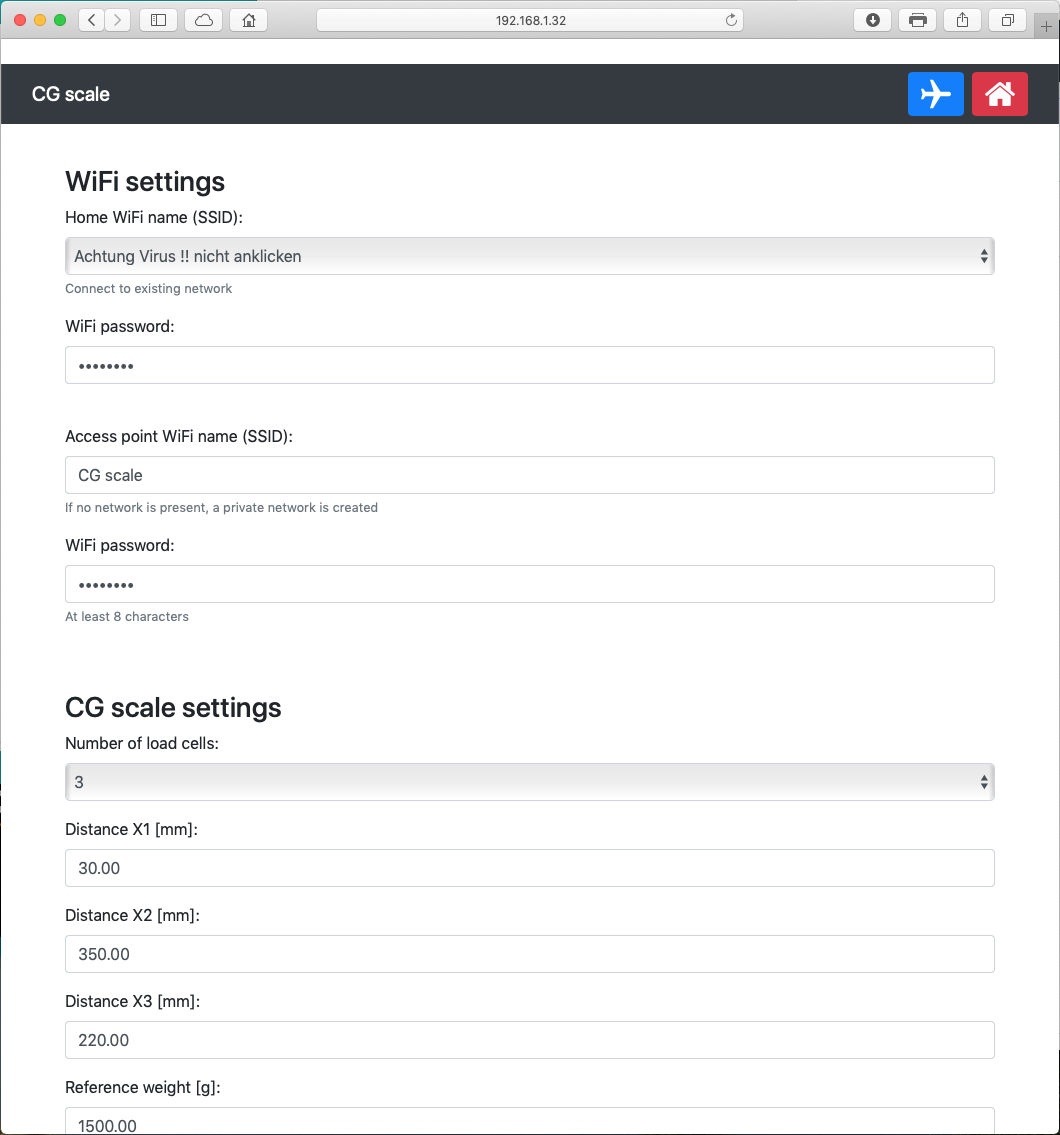 192.168.1.32
CG scale
WiFi settings
Home WiFi name (SSID):
Achtung Virus !! nicht anklicken
Connect to existing network
WiFi password:
••••••••
Access point WiFi name (SSID):
CG scale
If no network is present, a private network is created
WiFi password:
••••••••
At least 8 characters
CG scale settings
Number of load cells:
3
Distance X1 [mm]:
30.00
Distance X2 [mm]:
350.00
Distance X3 [mm]:
220.00
Reference weight [g]:
1500.00